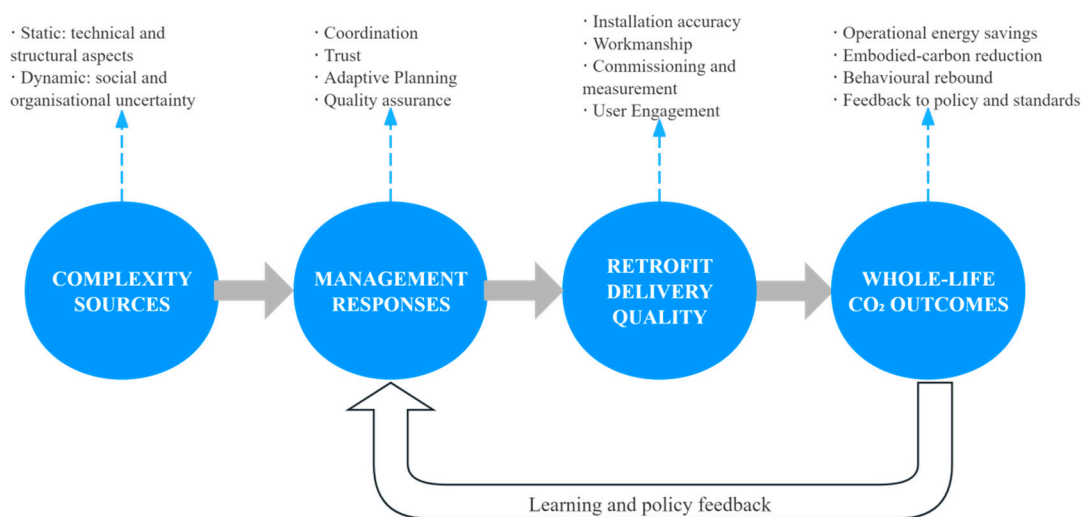 · Static: technical and
structural aspects
· Dynamic: social and
organisational uncertainty
· Coordination
· Trust
· Adaptive Planning
· Quality assurance
· Installation accuracy
· Workmanship
· Commissioning and
measurement
· User Engagement
· Operational energy savings
· Embodied-carbon reduction
· Behavioural rebound
· Feedback to policy and standards
COMPLEXITY
SOURCES
MANAGEMENT
RESPONSES
RETROFIT
DELIVERY
QUALITY
WHOLE-LIFE
CO₂ OUTCOMES
Learning and policy feedback